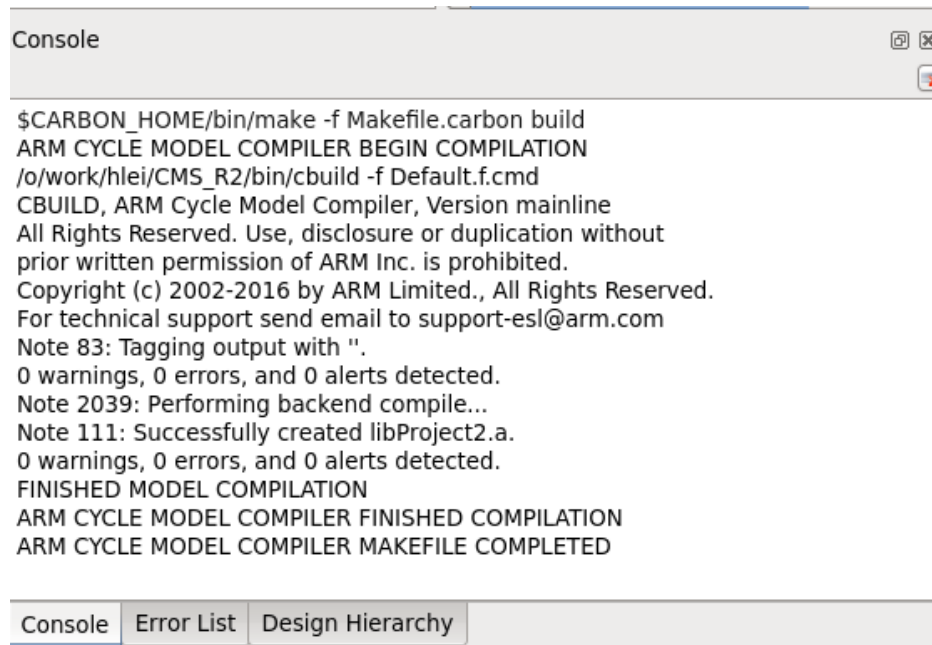 Console
$CARBON_HOME/bin/make -f Makefile.carbon build
ARM CYCLE MODEL COMPILER BEGIN COMPILATION
/o/work/hlei/CMS_R2/bin/cbuild -f Default.f.cmd
CBUILD, ARM Cycle Model Compiler, Version mainline
All Rights Reserved. Use, disclosure or duplication without
prior written permission of ARM Inc. is prohibited.
Copyright (c) 2002-2016 by ARM Limited., All Rights Reserved.
For technical support send email to support-esl@arm.com
Note 83: Tagging output with ''.
0 warnings, 0 errors, and 0 alerts detected.
Note 2039: Performing backend compile...
Note 111: Successfully created libProject2.a.
0 warnings, 0 errors, and 0 alerts detected.
FINISHED MODEL COMPILATION
ARM CYCLE MODEL COMPILER FINISHED COMPILATION
ARM CYCLE MODEL COMPILER MAKEFILE COMPLETED
Console Error List Design Hierarchy